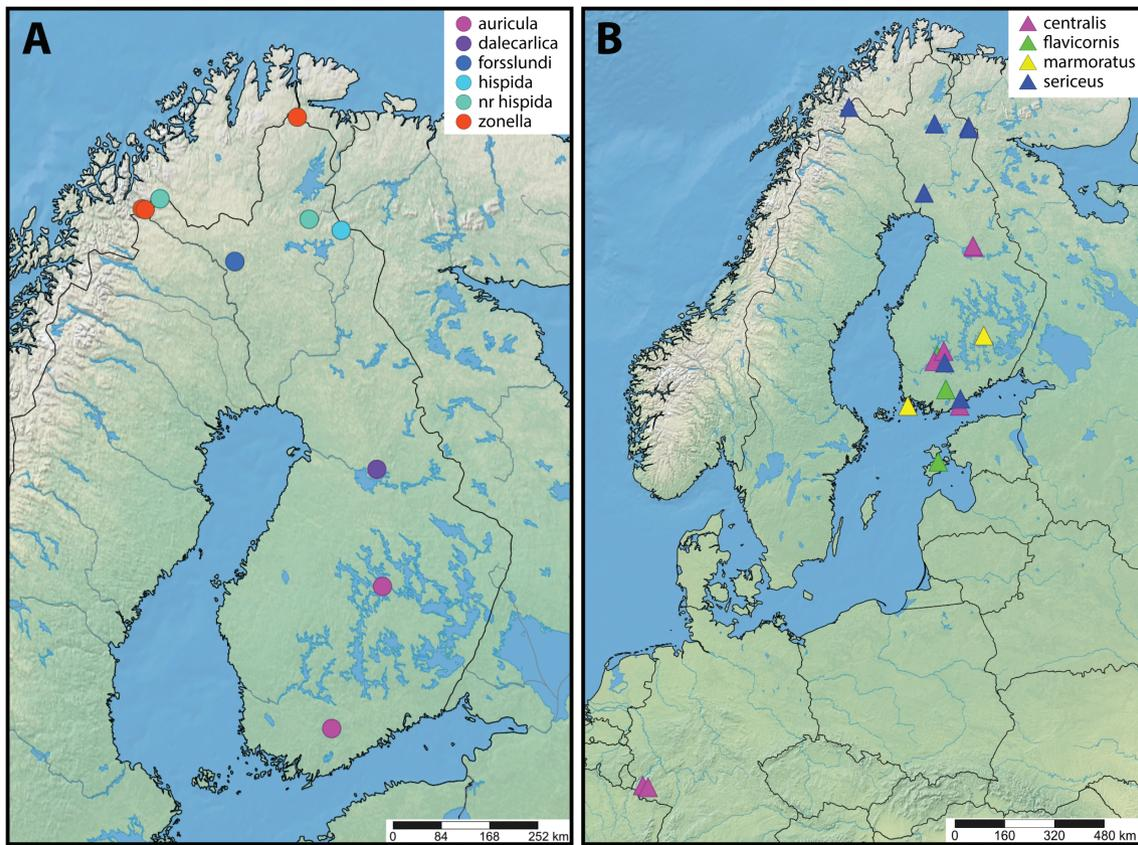 A
auricula
dalecarlica
forsslundi
hispida
nr hispida
zonella
0 84 168 252 km
B
centralis
flavicornis
marmoratus
sericeus
0 160 320 480 km